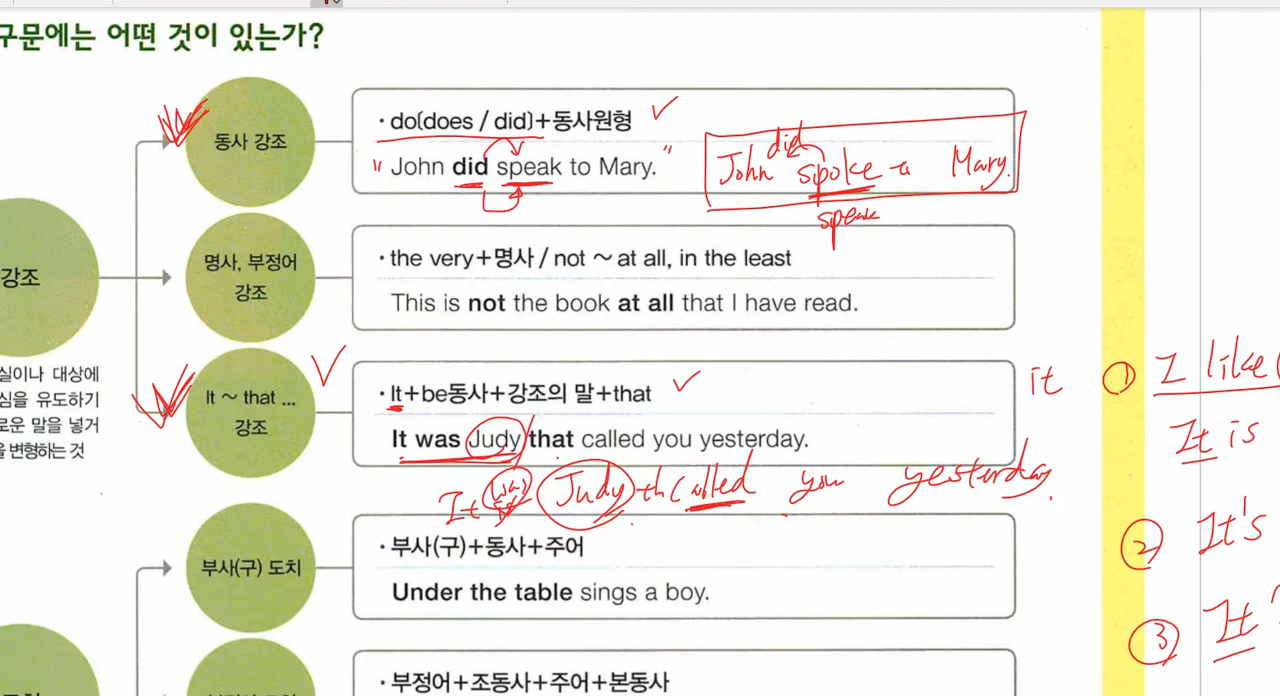 구문에는 어떤 것이 있는가?
강조
실이나 대상에
심을 유도하기
로운 말을 넣거
을 변형하는 것
동사 강조
· do(does / did)+동사원형
" John did speak to Mary. "
John did spoke to Mary.
speak
명사, 부정어
강조
· the very+명사 / not ~ at all, in the least
This is not the book at all that I have read.
It ~ that ...
강조
· It+be동사+강조의 말+that
It was Judy that called you yesterday.
It was Judy th called you yesterday.
it
① I like
It is
② It's
③ It'
부사(구) 도치
· 부사(구)+동사+주어
Under the table sings a boy.
· 부정어+조동사+주어+본동사